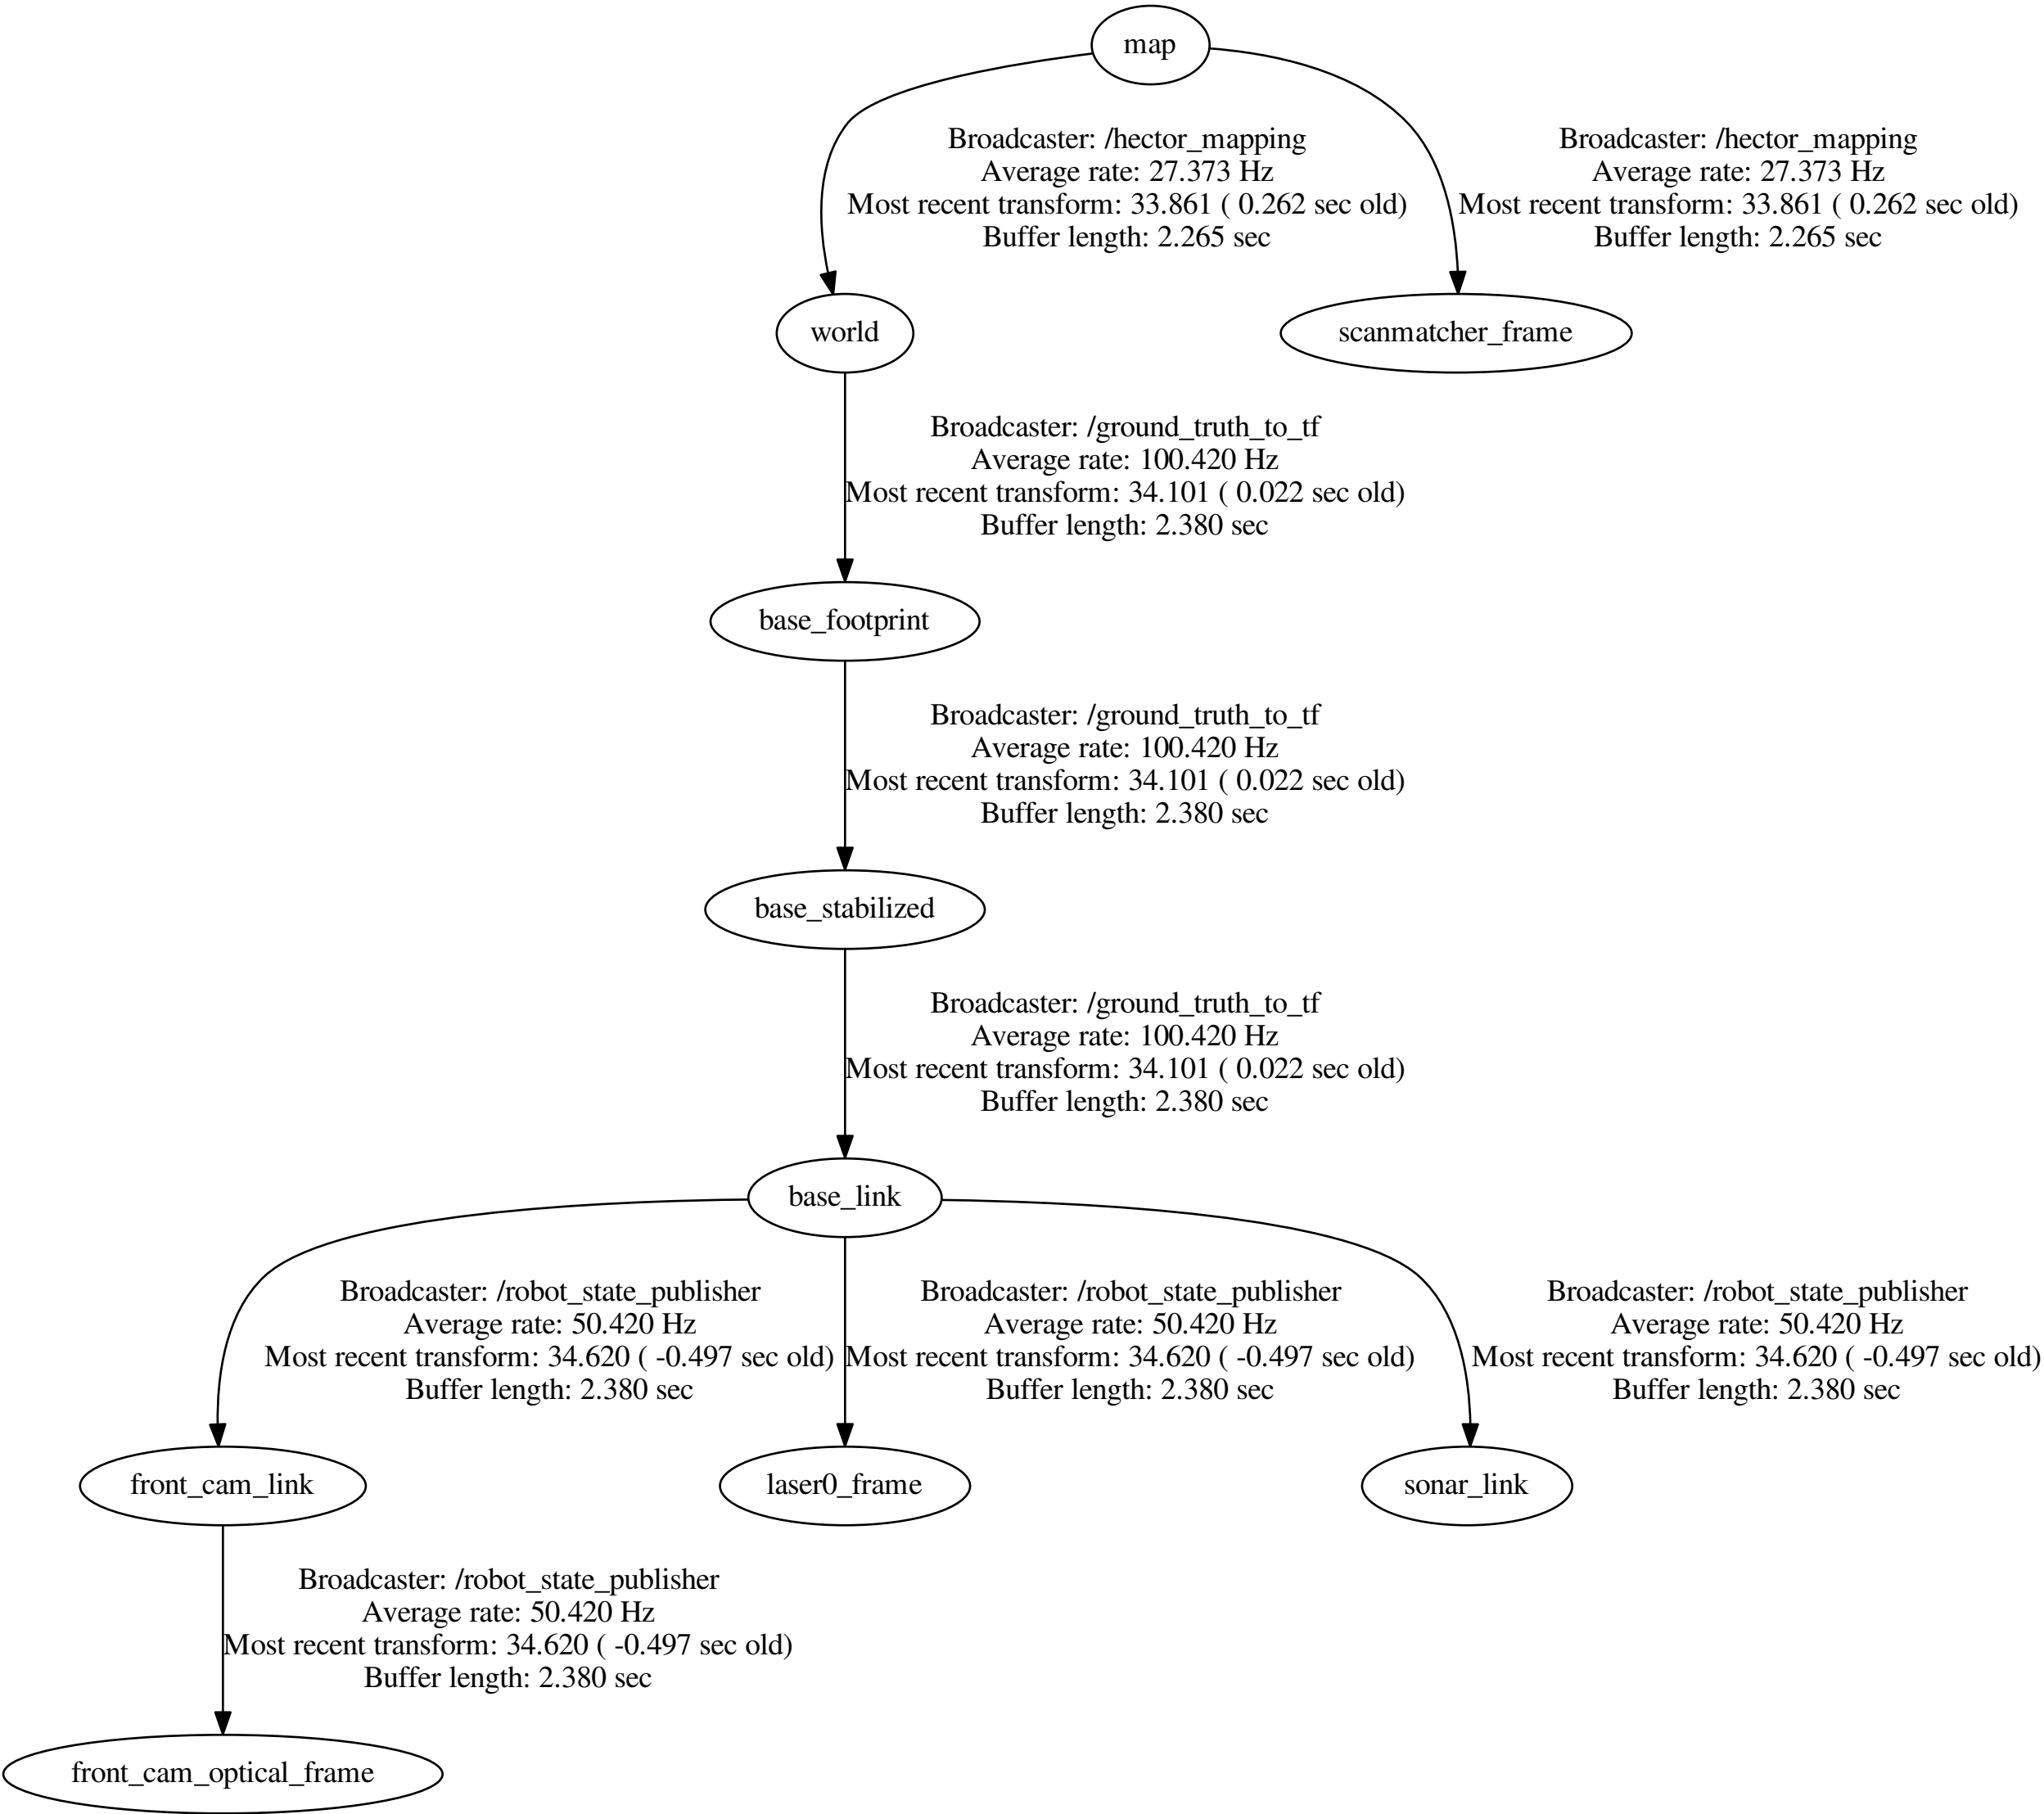 map
Broadcaster: /hector_mapping
Average rate: 27.373 Hz
Most recent transform: 33.861 ( 0.262 sec old)
Buffer length: 2.265 sec
Broadcaster: /hector_mapping
Average rate: 27.373 Hz
Most recent transform: 33.861 ( 0.262 sec old)
Buffer length: 2.265 sec
world
scanmatcher_frame
Broadcaster: /ground_truth_to_tf
Average rate: 100.420 Hz
Most recent transform: 34.101 ( 0.022 sec old)
Buffer length: 2.380 sec
base_footprint
Broadcaster: /ground_truth_to_tf
Average rate: 100.420 Hz
Most recent transform: 34.101 ( 0.022 sec old)
Buffer length: 2.380 sec
base_stabilized
Broadcaster: /ground_truth_to_tf
Average rate: 100.420 Hz
Most recent transform: 34.101 ( 0.022 sec old)
Buffer length: 2.380 sec
base_link
Broadcaster: /robot_state_publisher
Average rate: 50.420 Hz
Most recent transform: 34.620 ( -0.497 sec old)
Buffer length: 2.380 sec
Broadcaster: /robot_state_publisher
Average rate: 50.420 Hz
Most recent transform: 34.620 ( -0.497 sec old)
Buffer length: 2.380 sec
Broadcaster: /robot_state_publisher
Average rate: 50.420 Hz
Most recent transform: 34.620 ( -0.497 sec old)
Buffer length: 2.380 sec
front_cam_link
laser0_frame
sonar_link
Broadcaster: /robot_state_publisher
Average rate: 50.420 Hz
Most recent transform: 34.620 ( -0.497 sec old)
Buffer length: 2.380 sec
front_cam_optical_frame